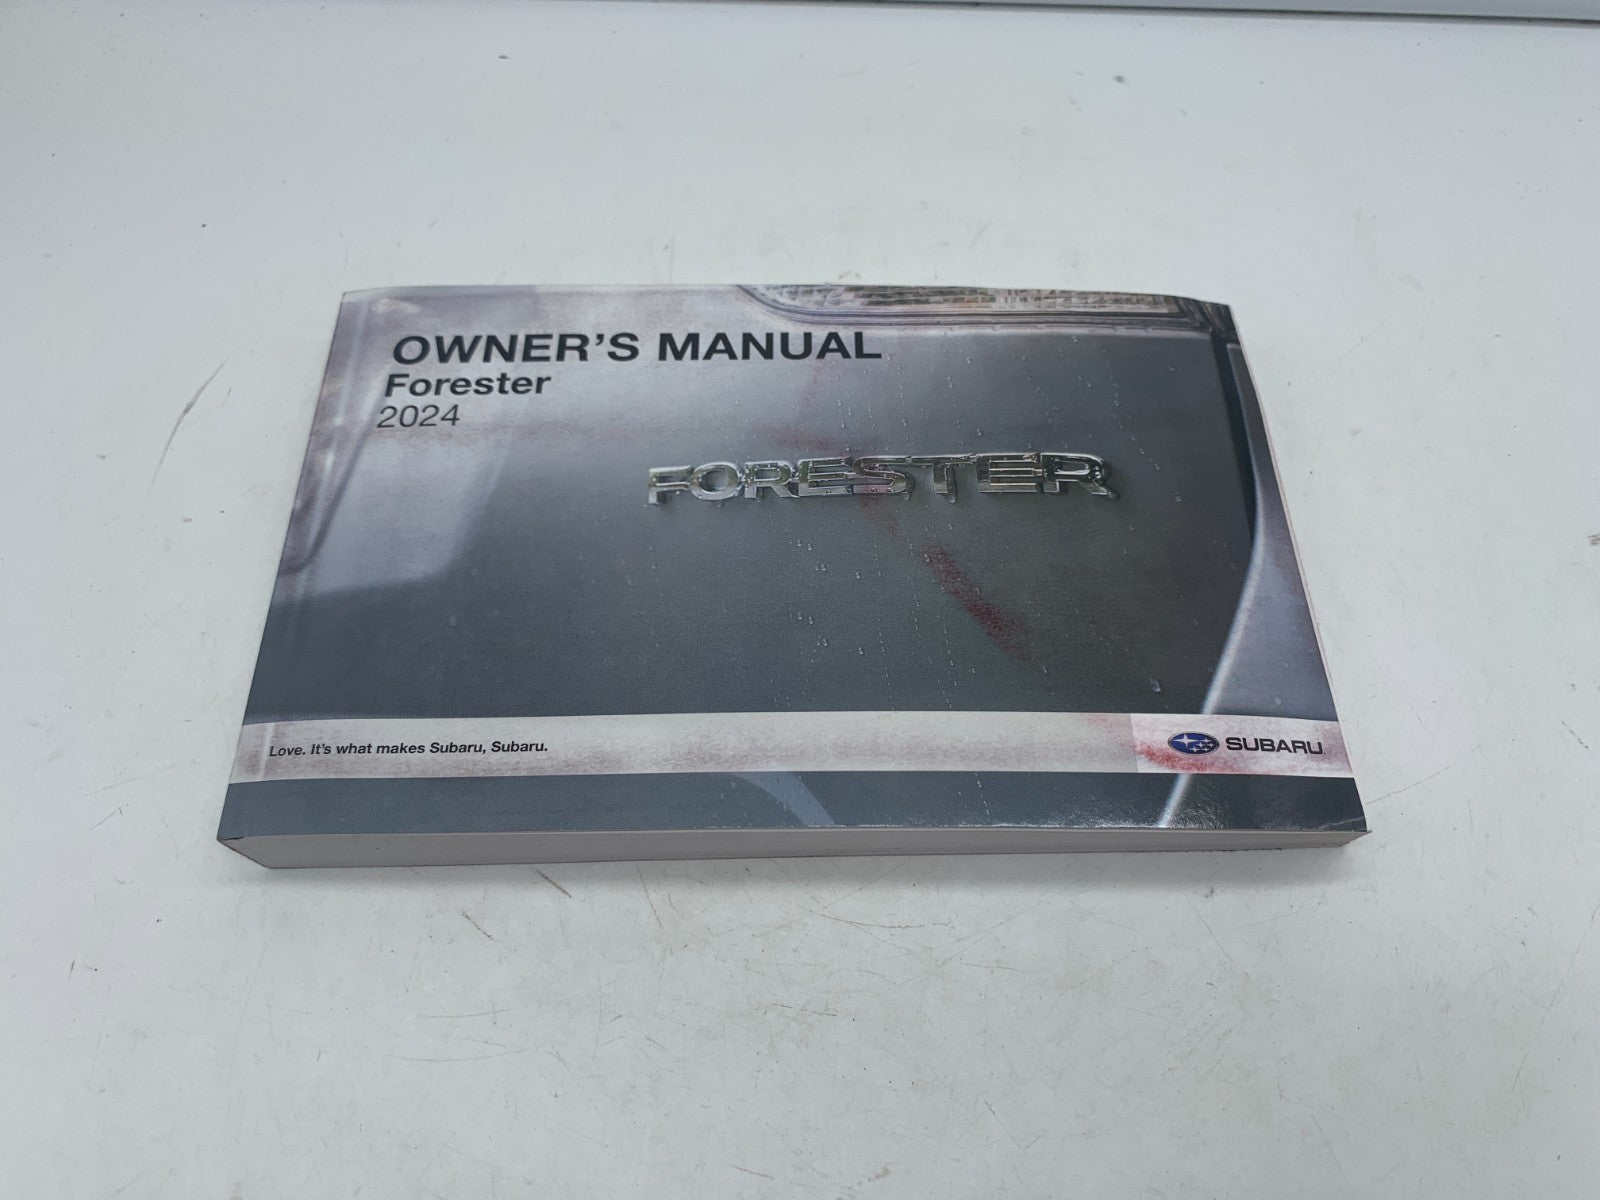 OWNER'S MANUAL
Forester
2024
FORESTER
Love. It's what makes Subaru, Subaru.
SUBARU